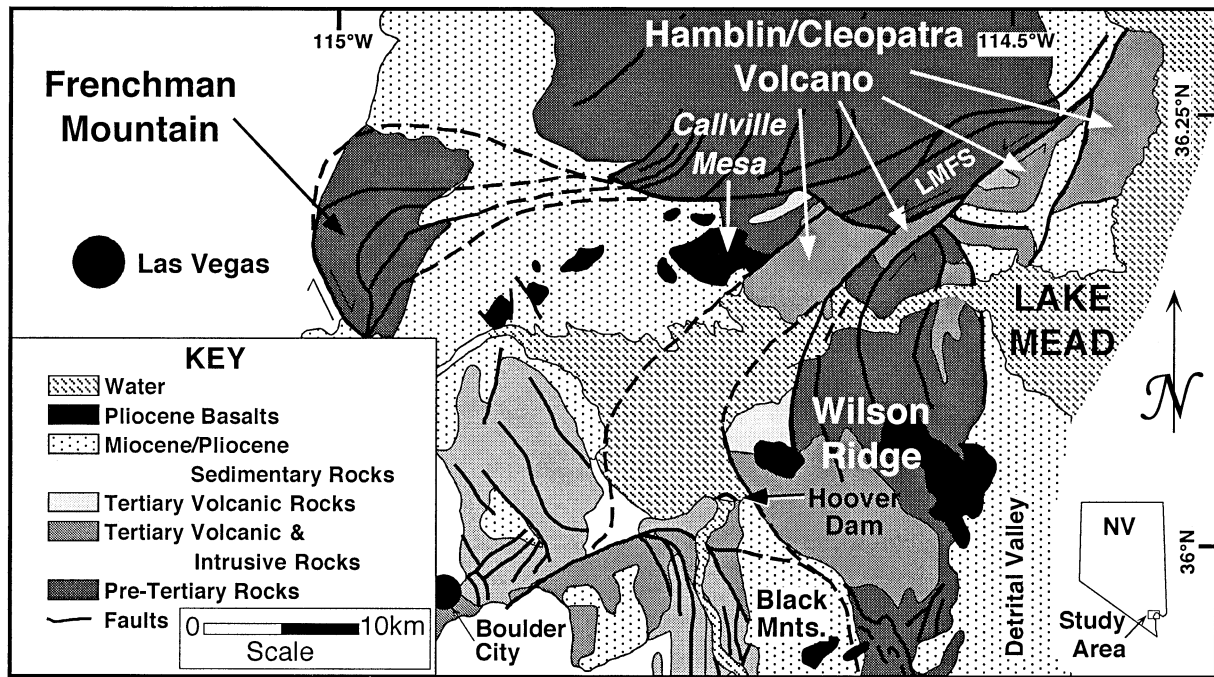 115°W
Hamblin/Cleopatra
Volcano
114.5°W
Frenchman
Mountain
Callville
Mesa
36.25°N
LMFS
Las Vegas
LAKE
MEAD
N
KEY
Water
Pliocene Basalts
Miocene/Pliocene
Sedimentary Rocks
Tertiary Volcanic Rocks
Tertiary Volcanic &
Intrusive Rocks
Pre-Tertiary Rocks
Faults
0 10km
Scale
Wilson
Ridge
Hoover
Dam
Boulder
City
Black
Mnts.
Detrital Valley
NV
36°N
Study
Area